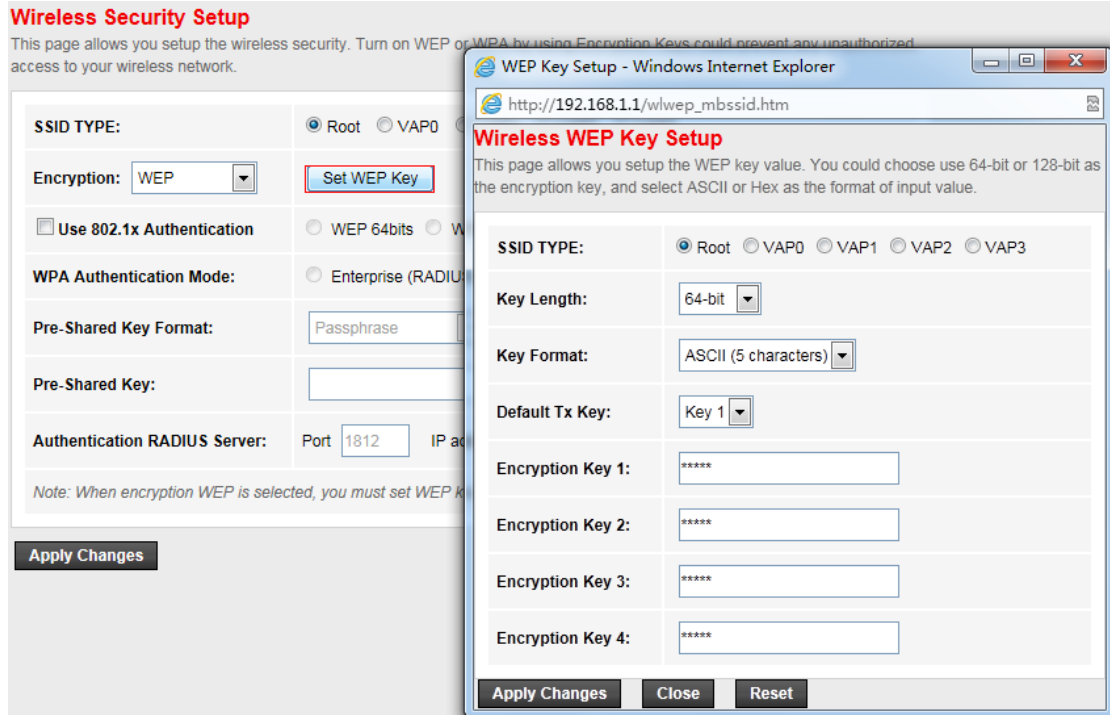 Wireless Security Setup
This page allows you setup the wireless security. Turn on WEP or WPA by using Encryption Keys could prevent any unauthorized
access to your wireless network.
SSID TYPE: Root VAP0
Encryption: WEP Set WEP Key
Use 802.1x Authentication WEP 64bits W
WPA Authentication Mode: Enterprise (RADIU
Pre-Shared Key Format: Passphrase
Pre-Shared Key:
Authentication RADIUS Server: Port 1812 IP ad
Note: When encryption WEP is selected, you must set WEP k
Apply Changes
WEP Key Setup - Windows Internet Explorer
http://192.168.1.1/wlwep_mbssid.htm
Wireless WEP Key Setup
This page allows you setup the WEP key value. You could choose use 64-bit or 128-bit as
the encryption key, and select ASCII or Hex as the format of input value.
SSID TYPE: Root VAP0 VAP1 VAP2 VAP3
Key Length: 64-bit
Key Format: ASCII (5 characters)
Default Tx Key: Key 1
Encryption Key 1: *****
Encryption Key 2: *****
Encryption Key 3: *****
Encryption Key 4: *****
Apply Changes Close Reset